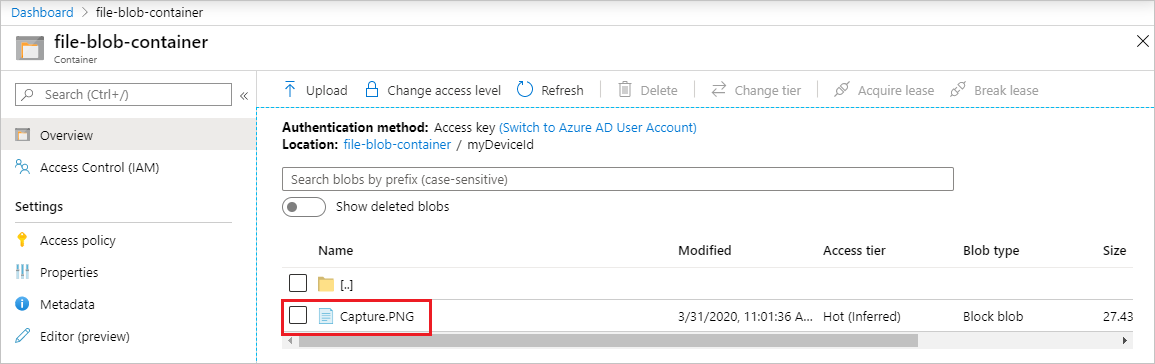 Dashboard > file-blob-container
file-blob-container
Container
Search (Ctrl+/)
«
Upload Change access level Refresh Delete Change tier Acquire lease Break lease
Overview
Access Control (IAM)
Settings
Access policy
Properties
Metadata
Editor (preview)
Authentication method: Access key (Switch to Azure AD User Account)
Location: file-blob-container / myDeviceId
Search blobs by prefix (case-sensitive)
Show deleted blobs
Name Modified Access tier Blob type Size
[..]
Capture.PNG 3/31/2020, 11:01:36 A... Hot (Inferred) Block blob 27.43